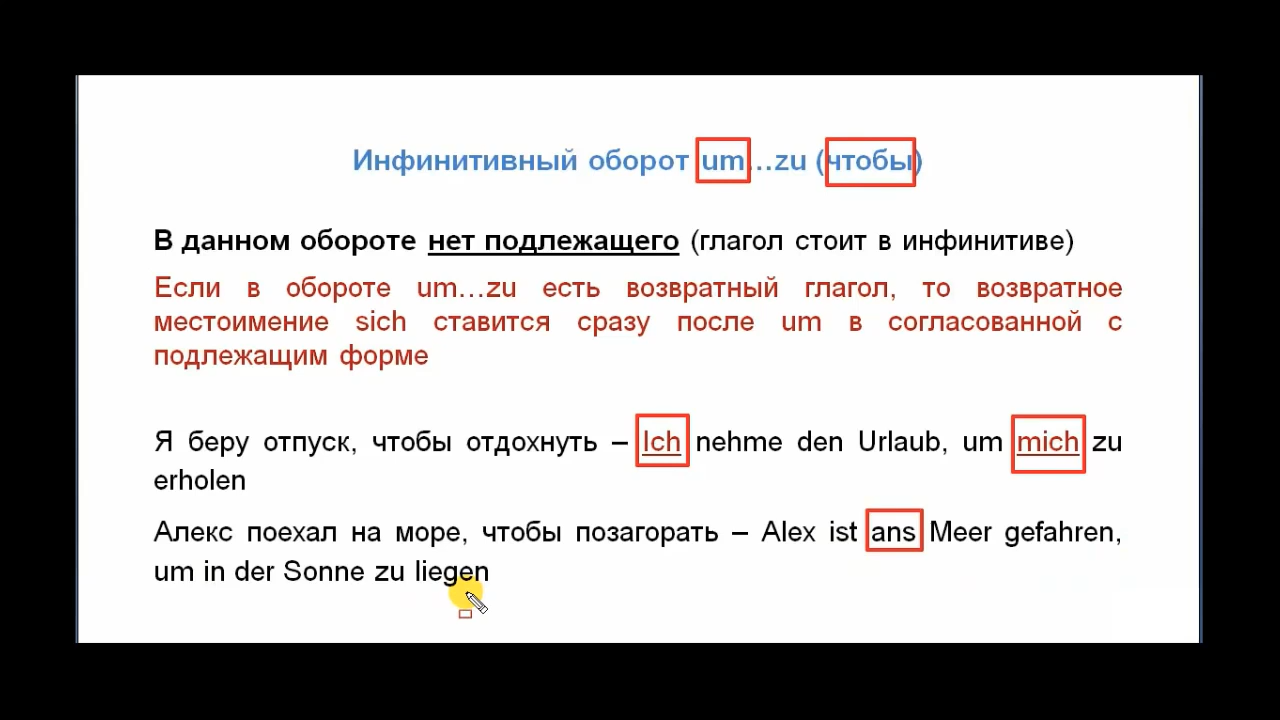 Инфинитивный оборот um...zu (чтобы)
В данном обороте нет подлежащего (глагол стоит в инфинитиве)
Если в обороте um...zu есть возвратный глагол, то возвратное
местоимение sich ставится сразу после um в согласованной с
подлежащим форме
Я беру отпуск, чтобы отдохнуть – Ich nehme den Urlaub, um mich zu
erholen
Алекс поехал на море, чтобы позагорать – Alex ist ans Meer gefahren,
um in der Sonne zu liegen